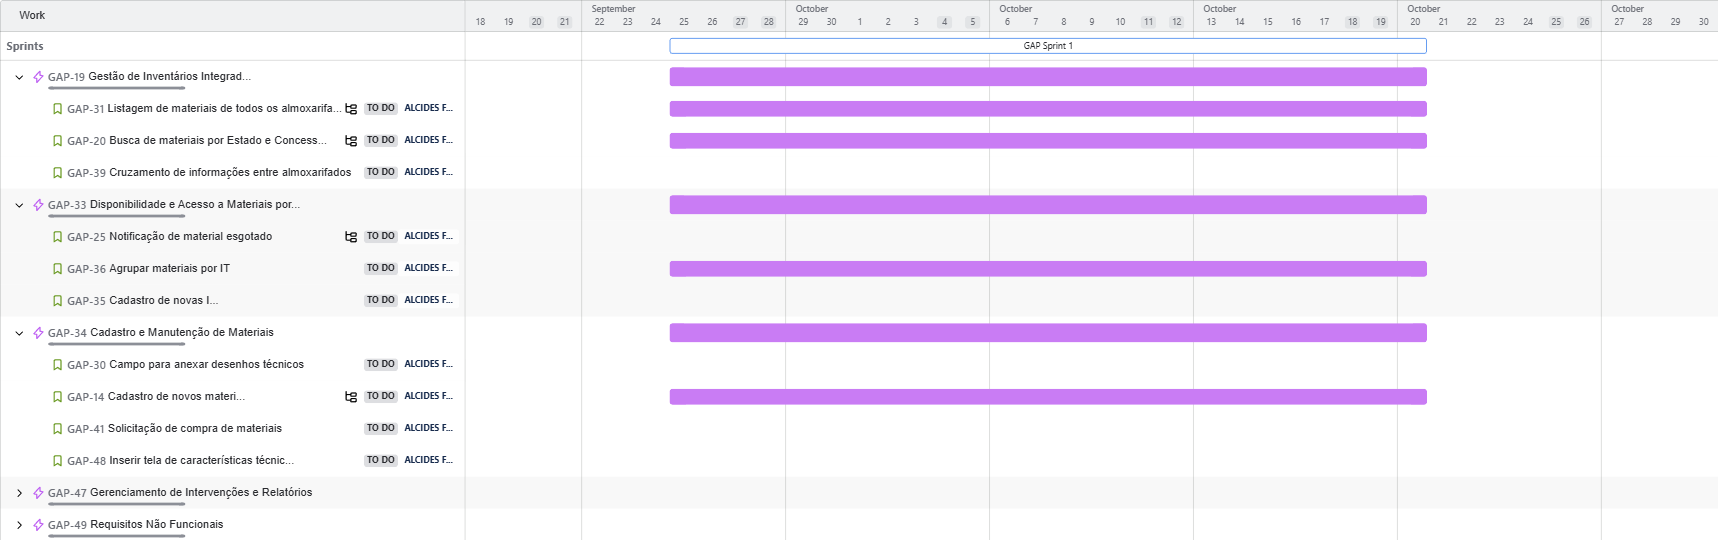 Work
September
October
October
October
October
October
18 19 20 21 22 23 24 25 26 27 28 29 30 1 2 3 4 5 6 7 8 9 10 11 12 13 14 15 16 17 18 19 20 21 22 23 24 25 26 27 28 29 30
Sprints
GAP Sprint 1
GAP-19 Gestão de Inventários Integrad...
GAP-31 Listagem de materiais de todos os almoxarifa... TO DO ALCIDES F...
GAP-20 Busca de materiais por Estado e Concess... TO DO ALCIDES F...
GAP-39 Cruzamento de informações entre almoxarifados TO DO ALCIDES F...
GAP-33 Disponibilidade e Acesso a Materiais por...
GAP-25 Notificação de material esgotado TO DO ALCIDES F...
GAP-36 Agrupar materiais por IT TO DO ALCIDES F...
GAP-35 Cadastro de novas I... TO DO ALCIDES F...
GAP-34 Cadastro e Manutenção de Materiais
GAP-30 Campo para anexar desenhos técnicos TO DO ALCIDES F...
GAP-14 Cadastro de novos materi... TO DO ALCIDES F...
GAP-41 Solicitação de compra de materiais TO DO ALCIDES F...
GAP-48 Inserir tela de características técnic... TO DO ALCIDES F...
GAP-47 Gerenciamento de Intervenções e Relatórios
GAP-49 Requisitos Não Funcionais